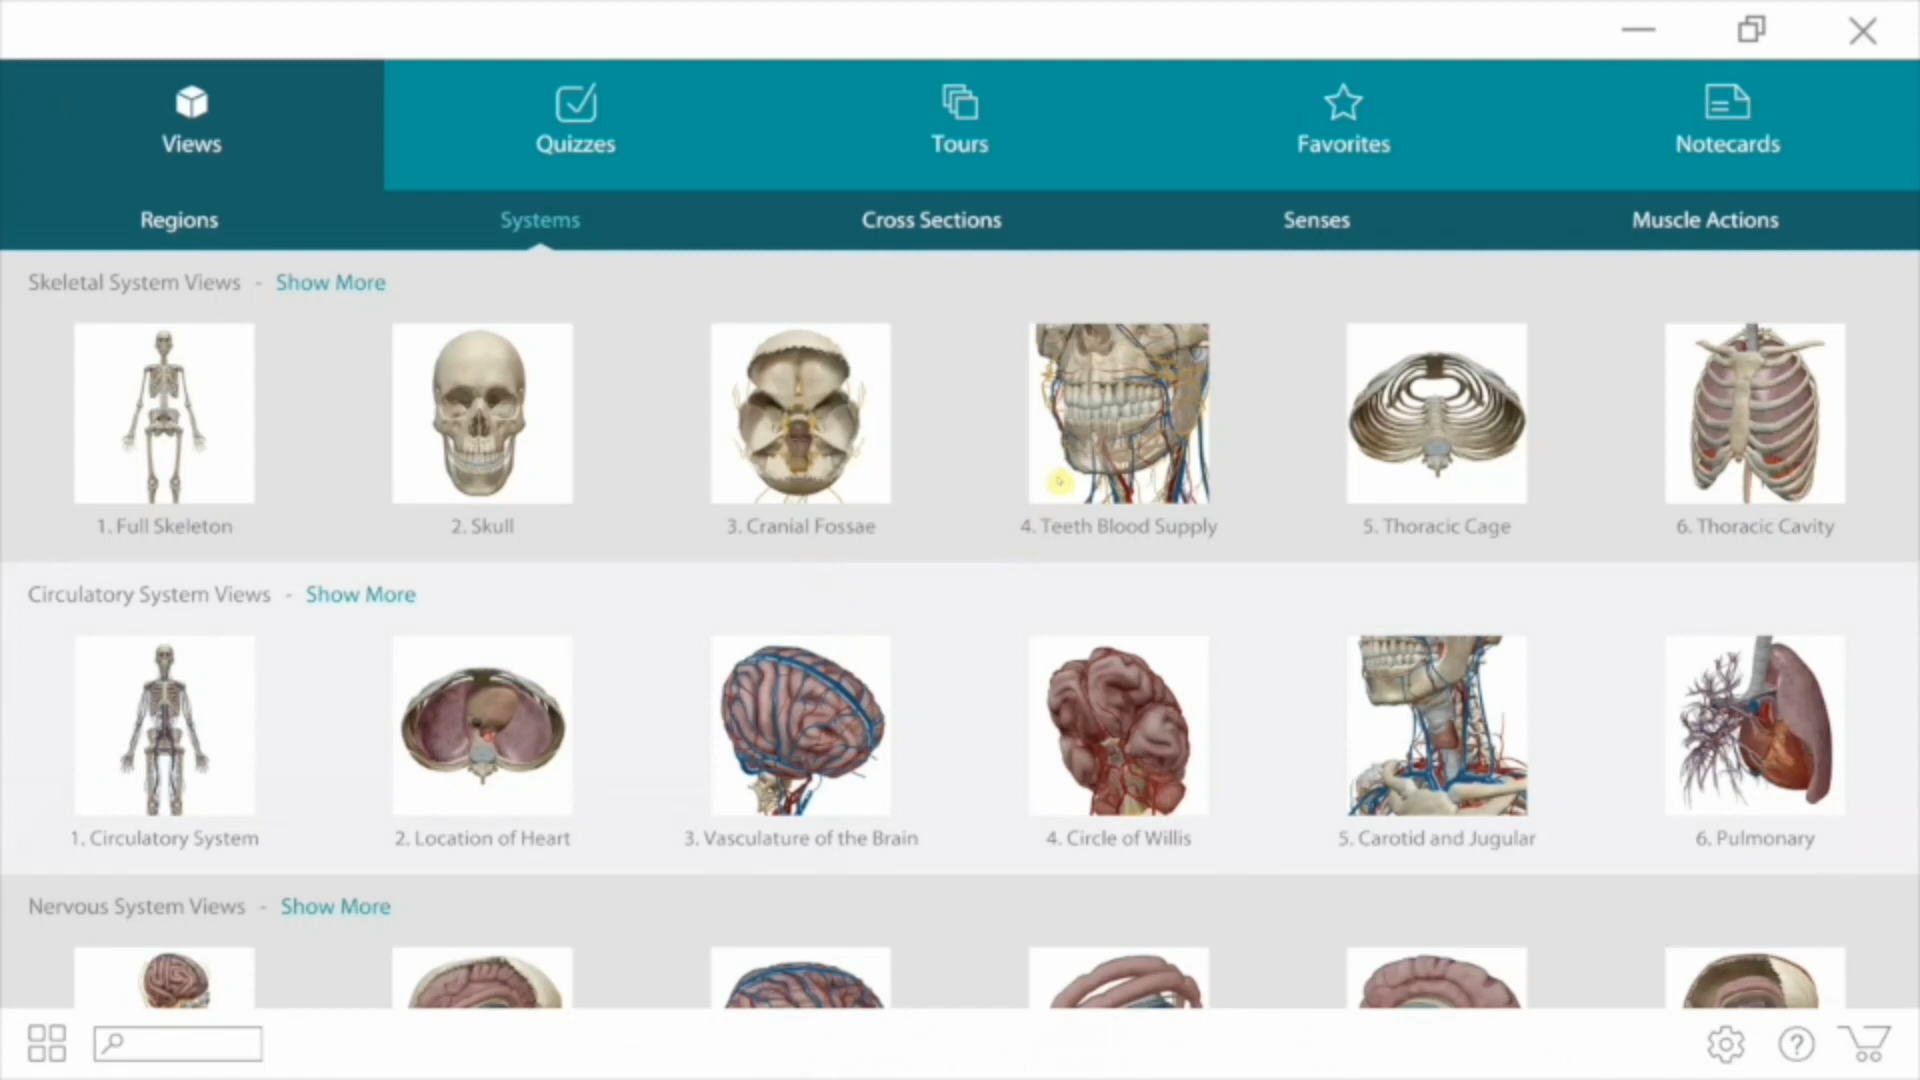 Views
Quizzes
Tours
Favorites
Notecards
Regions
Systems
Cross Sections
Senses
Muscle Actions
Skeletal System Views - Show More
1. Full Skeleton
2. Skull
3. Cranial Fossae
4. Teeth Blood Supply
5. Thoracic Cage
6. Thoracic Cavity
Circulatory System Views - Show More
1. Circulatory System
2. Location of Heart
3. Vasculature of the Brain
4. Circle of Willis
5. Carotid and Jugular
6. Pulmonary
Nervous System Views - Show More